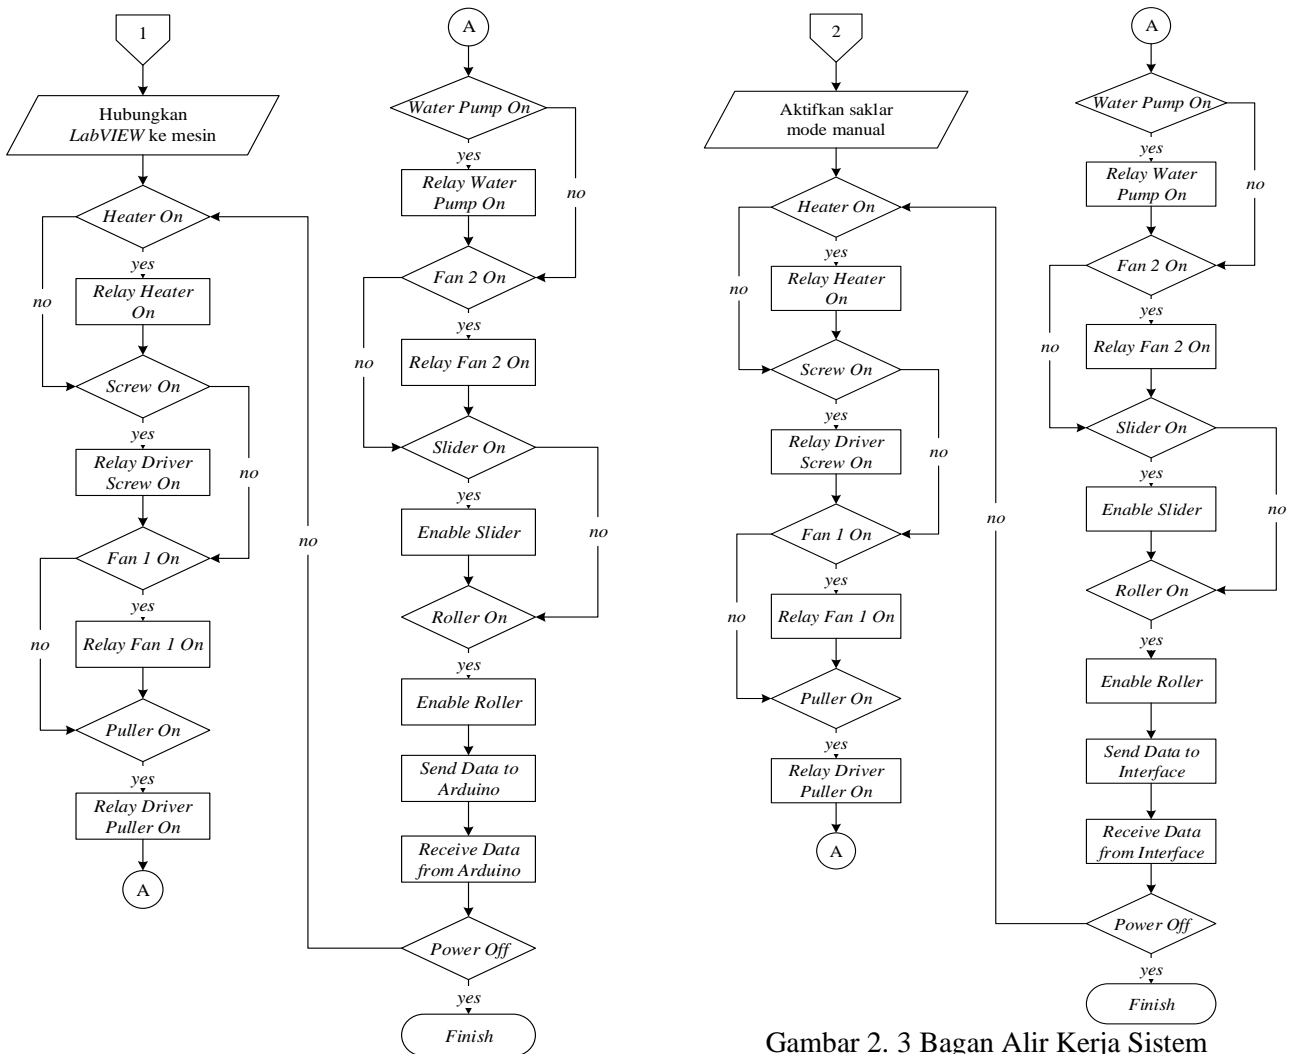 1
Hubungkan
LabVIEW ke mesin
Heater On
yes
no
Relay Heater
On
Screw On
yes
no
Relay Driver
Screw On
Fan 1 On
yes
no
Relay Fan 1 On
Puller On
yes
Relay Driver
Puller On
A
A
Water Pump On
yes
no
Relay Water
Pump On
Fan 2 On
yes
no
Relay Fan 2 On
Slider On
yes
no
Enable Slider
Roller On
yes
Enable Roller
Send Data to
Arduino
Receive Data
from Arduino
Power Off
no
yes
Finish
2
Aktifkan saklar
mode manual
Heater On
yes
no
Relay Heater
On
Screw On
yes
no
Relay Driver
Screw On
Fan 1 On
yes
no
Relay Fan 1 On
Puller On
yes
Relay Driver
Puller On
A
A
Water Pump On
yes
no
Relay Water
Pump On
Fan 2 On
yes
no
Relay Fan 2 On
Slider On
yes
no
Enable Slider
Roller On
yes
Enable Roller
Send Data to
Interface
Receive Data
from Interface
Power Off
no
yes
Finish
Gambar 2. 3 Bagan Alir Kerja Sistem